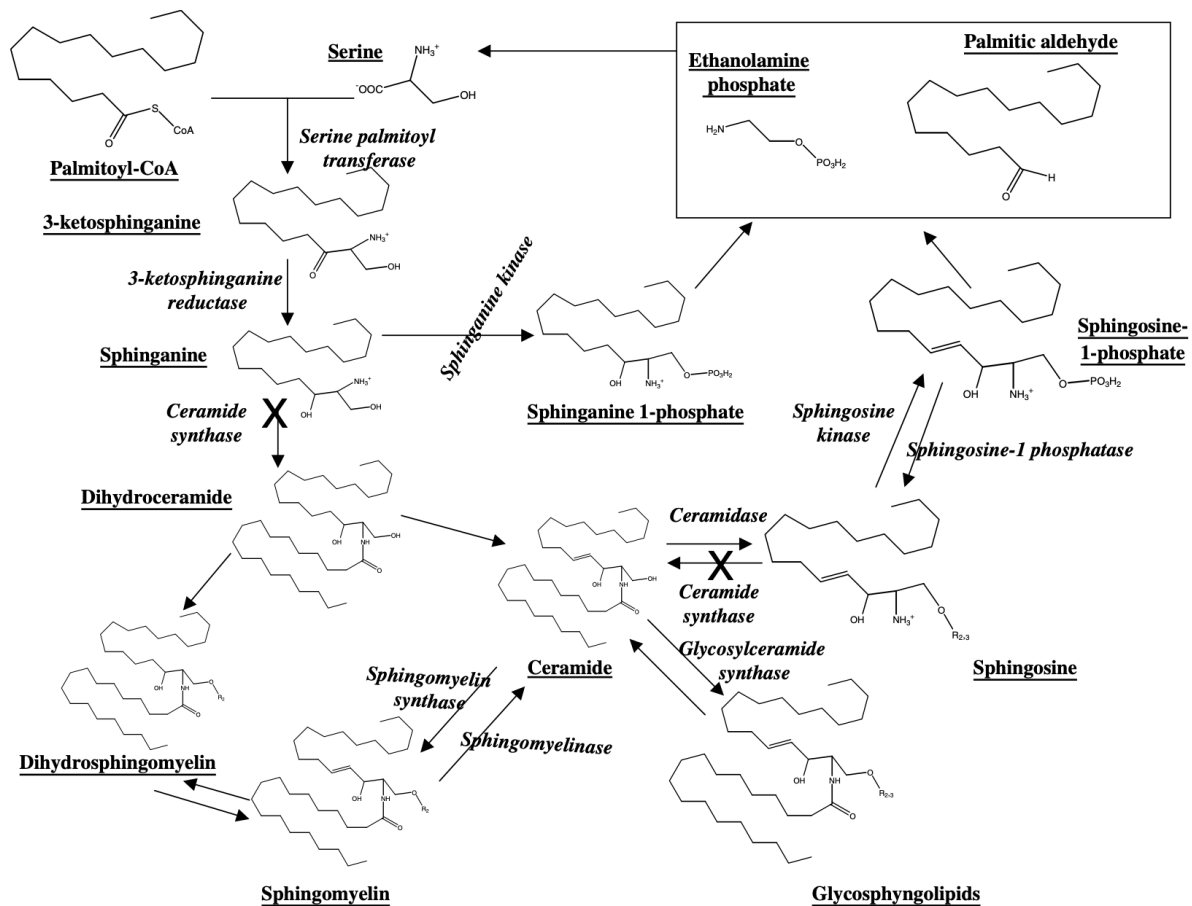 Palmitic aldehyde
Serine
NH₃⁺
Ethanolamine
phosphate
⁻OOC
OH
S
CoA
O
H₂N
O
PO₃H₂
H
O
Serine palmitoyl
transferase
Palmitoyl-CoA
3-ketosphinganine
NH₃⁺
O
OH
3-ketosphinganine
reductase
Sphinganine kinase
Sphinganine
NH₃⁺
OH
OH
OH
NH₃⁺
O
PO₃H₂
Sphinganine 1-phosphate
Sphingosine-
1-phosphate
OH
NH₃⁺
O
PO₃H₂
Ceramide
synthase
X
Sphingosine
kinase
Sphingosine-1 phosphatase
Dihydroceramide
OH
NH
OH
O
Ceramidase
X
Ceramide
synthase
OH
NH
OH
O
OH
NH₃⁺
O
R₂,₃
Sphingosine
Ceramide
Glycosylceramide
synthase
Sphingomyelin
synthase
Sphingomyelinase
OH
NH
O
R₂
O
Dihydrosphingomyelin
OH
NH
O
R₂
O
Sphingomyelin
OH
NH
O
R₂-₃
O
Glycosphyngolipids